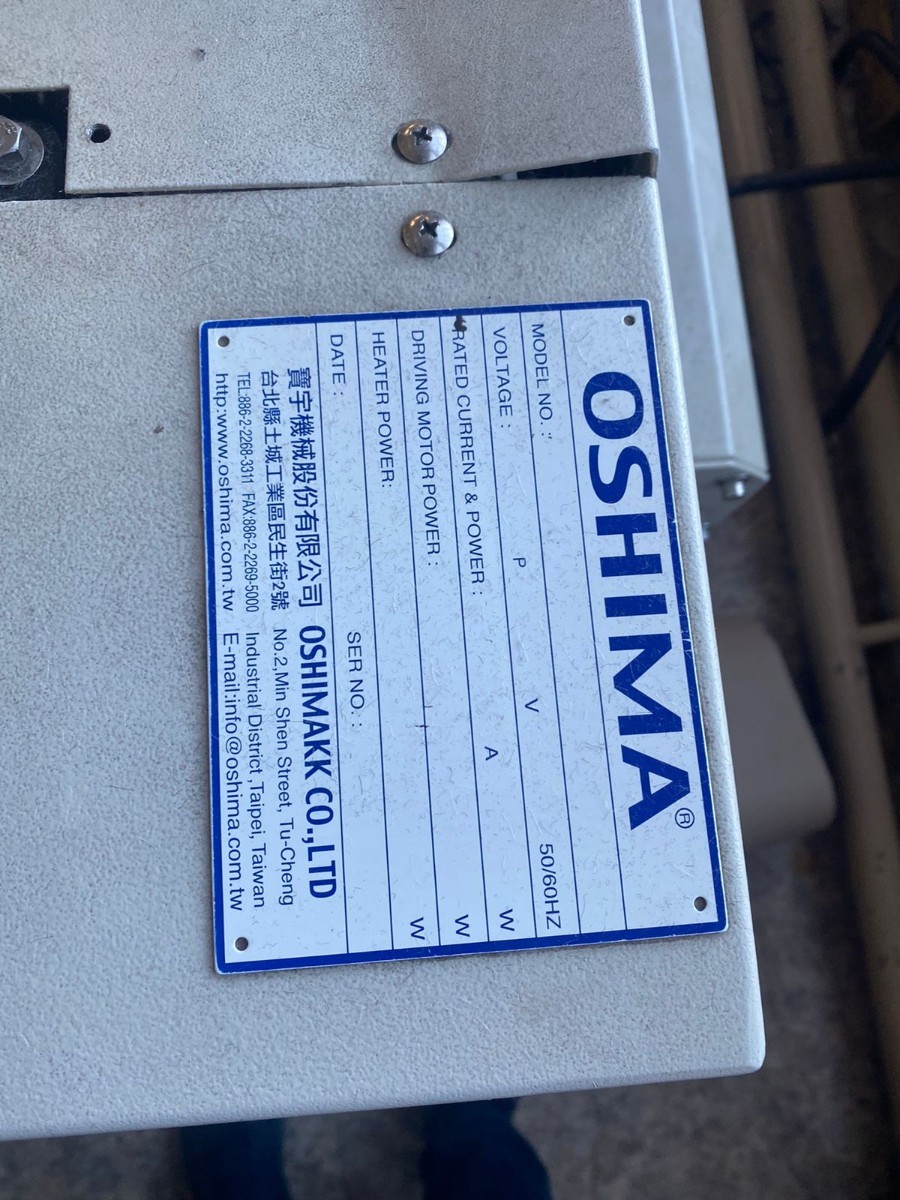 OSHIMA®
MODEL NO. :
VOLTAGE : P V 50/60HZ
RATED CURRENT & POWER : A W
DRIVING MOTOR POWER : W
HEATER POWER: W
DATE : SER NO. :
寶宇機械股份有限公司 OSHIMAKK CO.,LTD
台北縣土城工業區民生街2號 No.2,Min Shen Street, Tu-Cheng
TEL:886-2-2268-3311 FAX:886-2-2269-5000 Industrial District ,Taipei, Taiwan
http:www.oshima.com.tw E-mail:info@oshima.com.tw